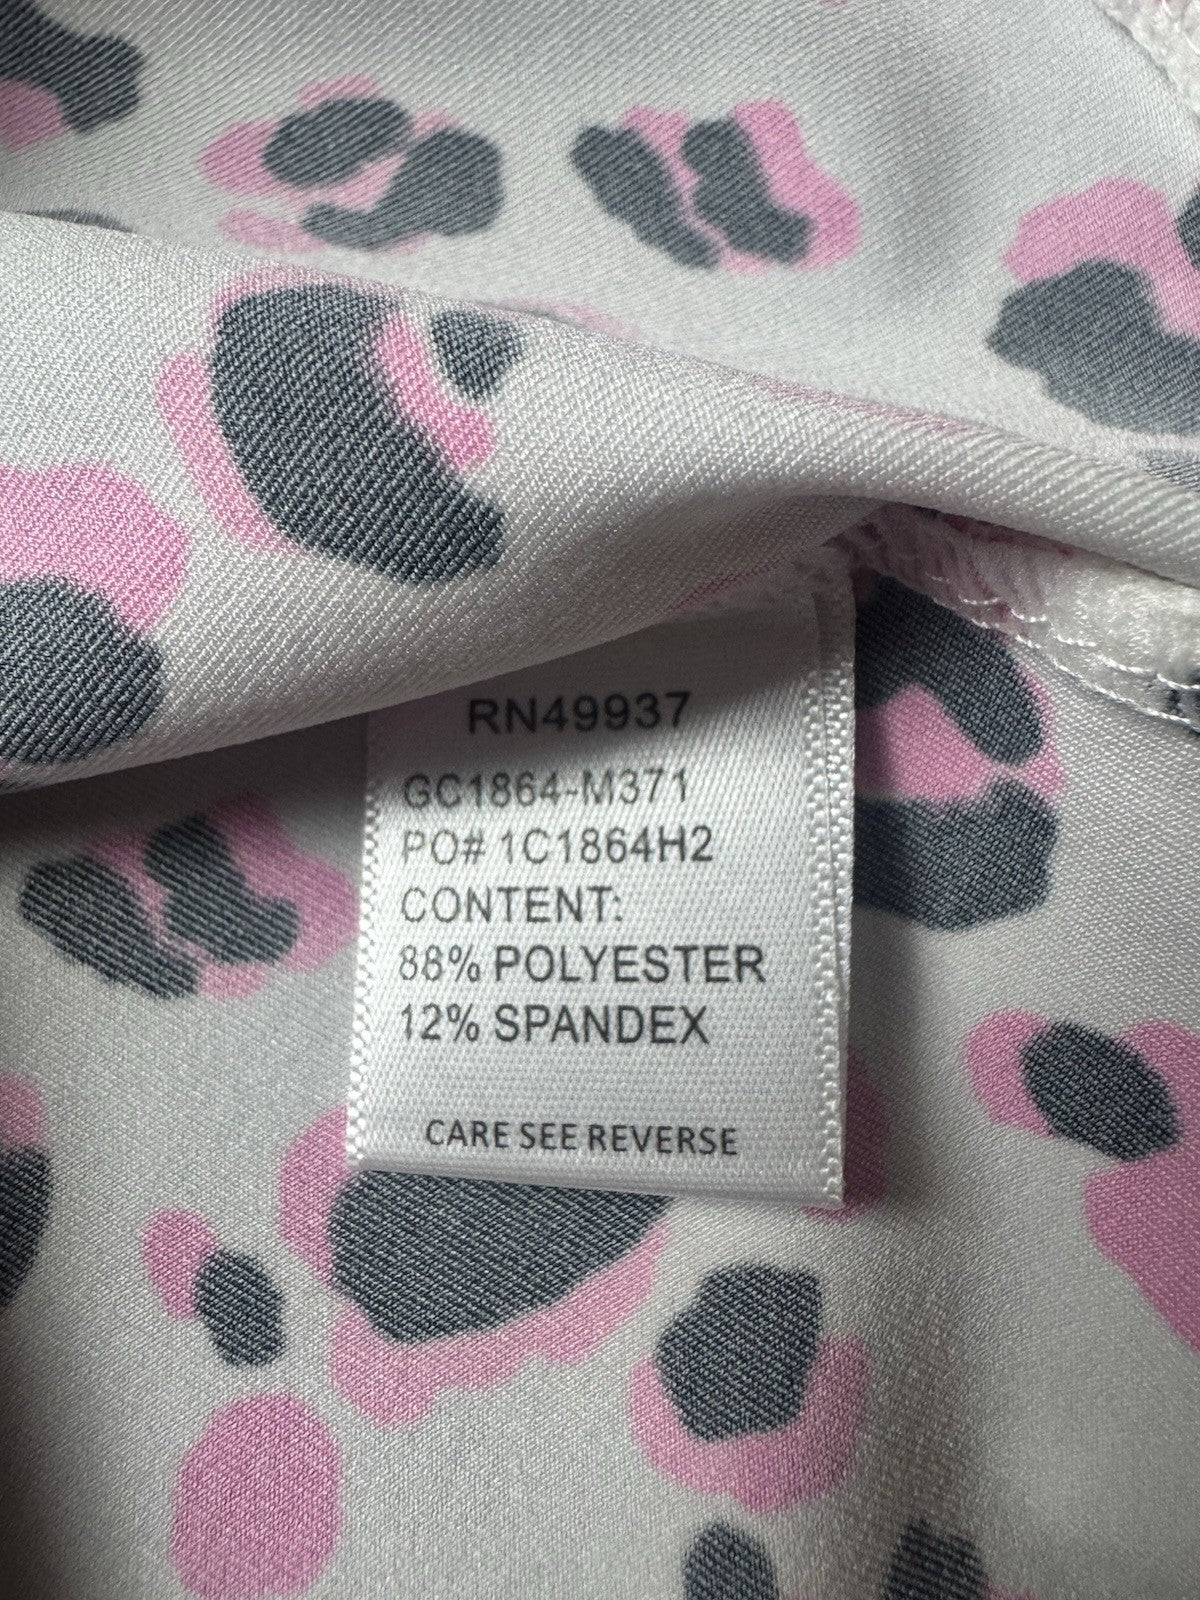 RN49937
GC1864-M371
PO# 1C1864H2
CONTENT:
88% POLYESTER
12% SPANDEX
CARE SEE REVERSE